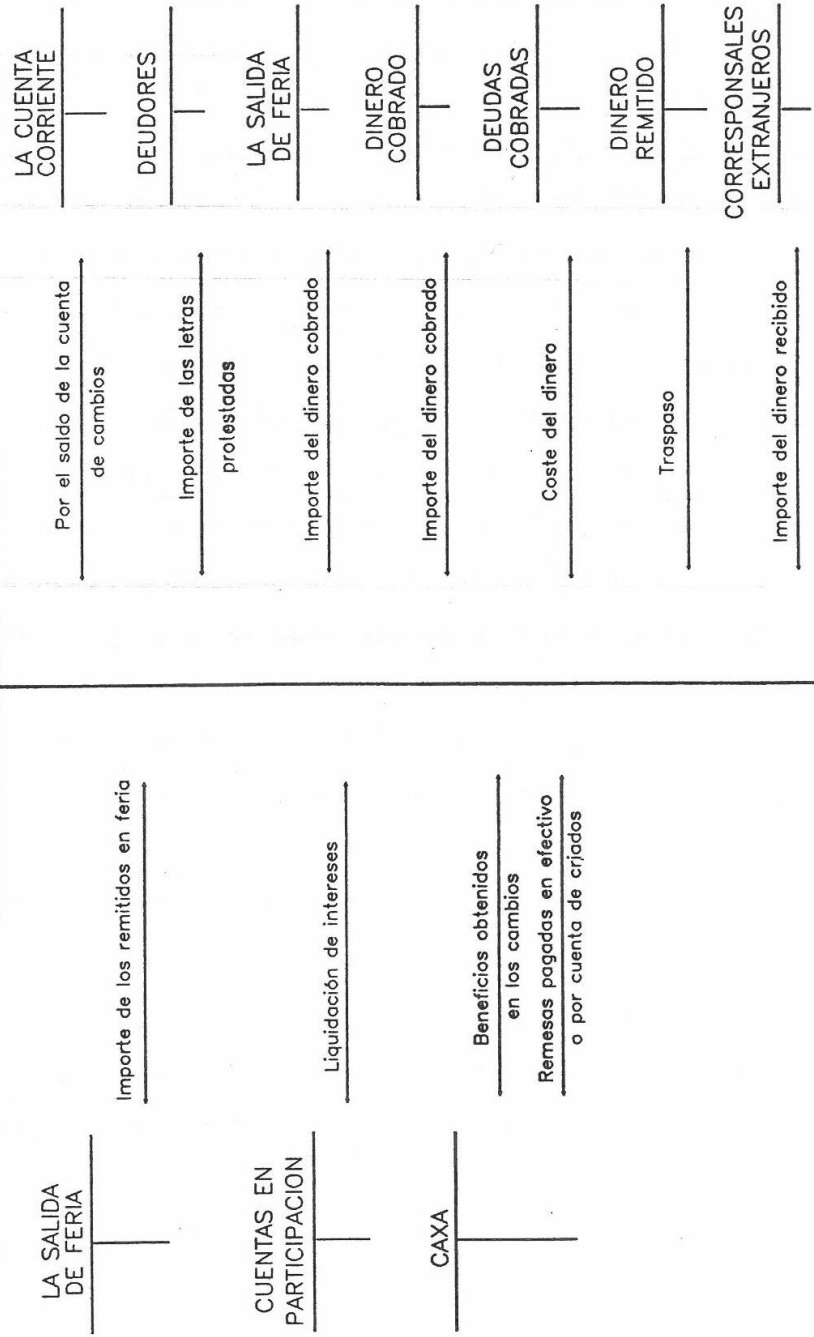 LA SALIDA
DE FERIA
Importe de los remitidos en feria
CUENTAS EN
PARTICIPACION
Liquidación de intereses
CAXA
Beneficios obtenidos
en los cambios
Remesas pagadas en efectivo
o por cuenta de criados
Por el saldo de la cuenta
de cambios
LA CUENTA
CORRIENTE
Importe de las letras
protestadas
DEUDORES
Importe del dinero cobrado
LA SALIDA
DE FERIA
Importe del dinero cobrado
DINERO
COBRADO
Coste del dinero
DEUDAS
COBRADAS
Traspaso
DINERO
REMITIDO
Importe del dinero recibido
CORRESPONSALES
EXTRANJEROS